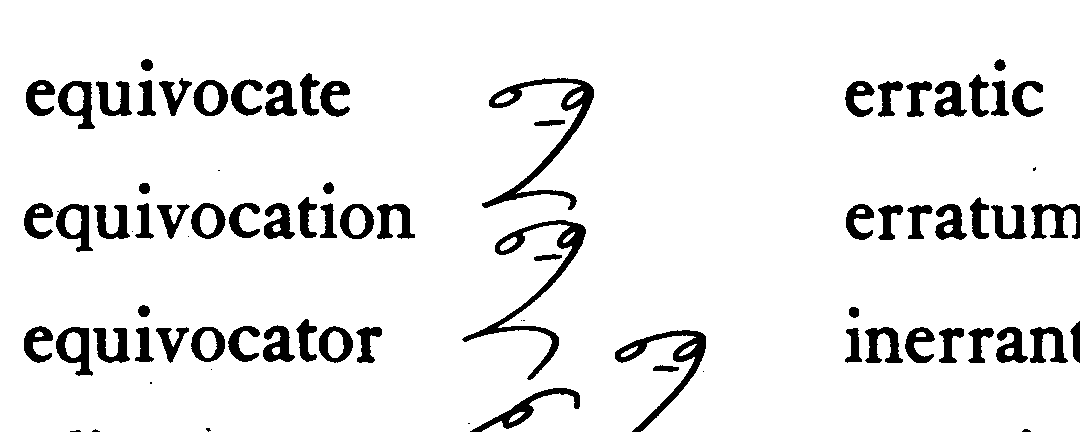 equivocate erratic
equivocation erratum
equivocator inerrant